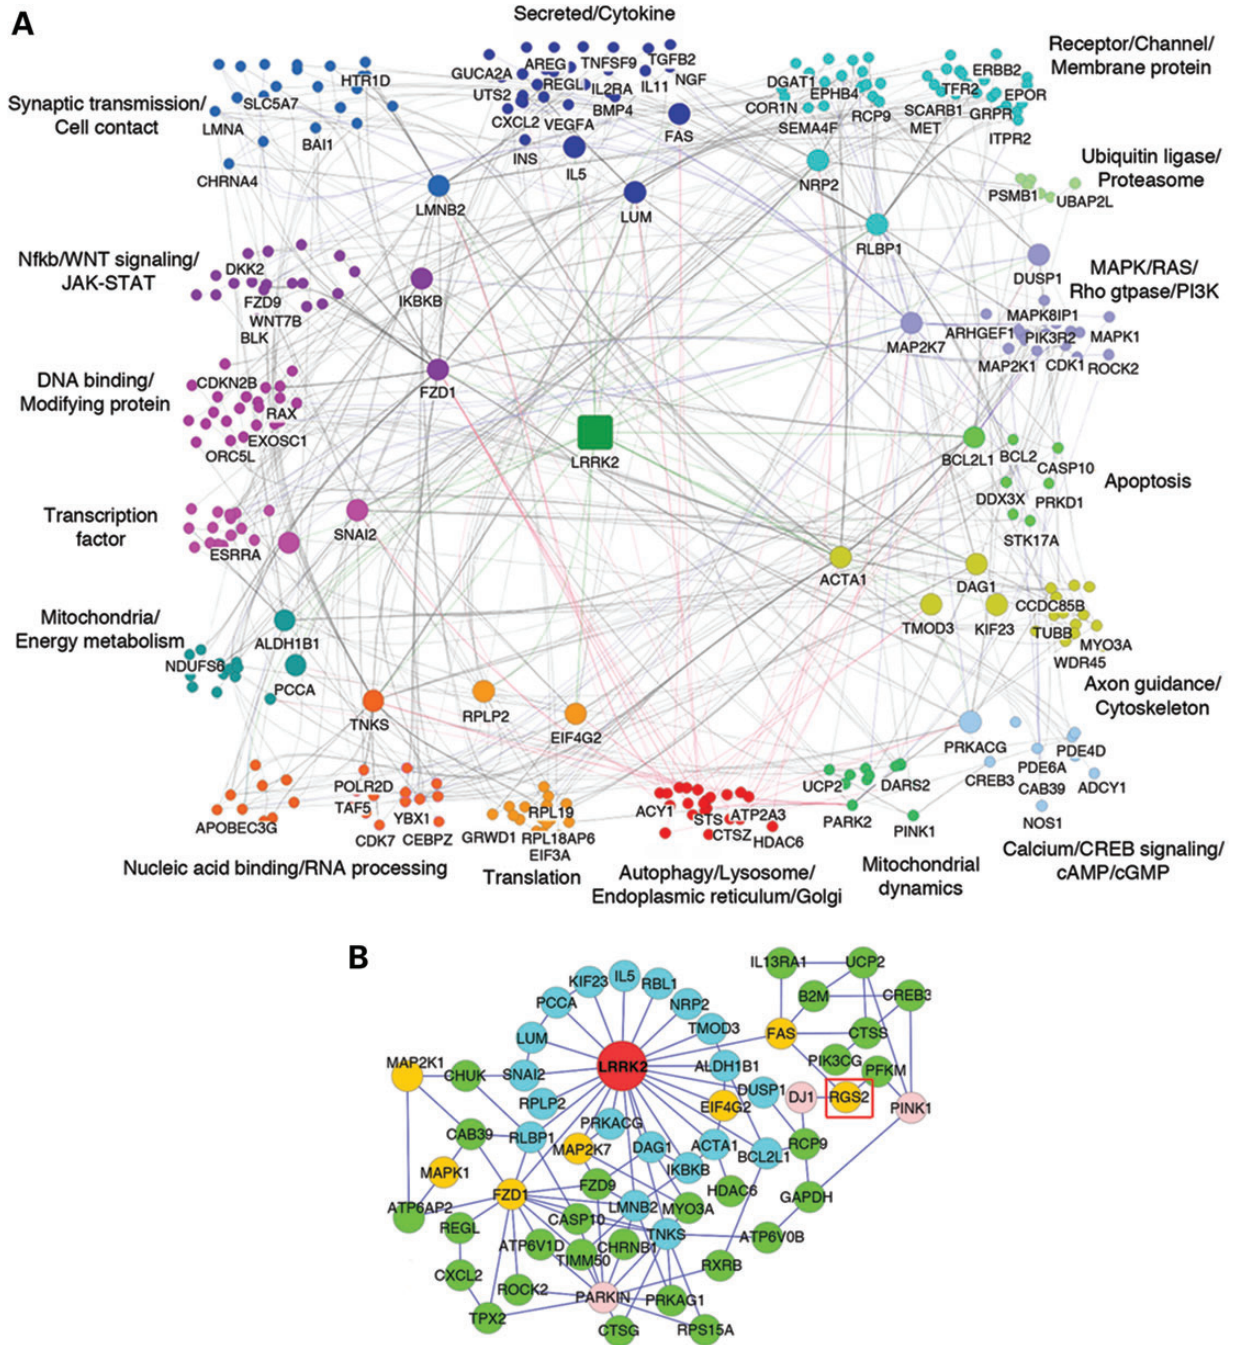 A
Secreted/Cytokine
Receptor/Channel/
Membrane protein
Synaptic transmission/
Cell contact
HTR1D
SLC5A7
LMNA
BAI1
CHRNA4
LMNB2
GUCA2A
AREG
TNFSF9
TGFB2
NGF
UTS2
REGL
IL2RA
IL11
BMP4
CXCL2
VEGFA
INS
IL5
FAS
LUM
DGAT1
EPHB4
COR1N
SEMA4F
RCP9
NRP2
RLBP1
ERBB2
TFR2
EPOR
SCARB1
GRPR
MET
ITPR2
Ubiquitin ligase/
Proteasome
PSMB1
UBAP2L
Nfkb/WNT signaling/
JAK-STAT
DKK2
FZD9
WNT7B
BLK
IKBKB
FZD1
DUSP1
MAPK/RAS/
Rho gtpase/PI3K
MAPK8IP1
ARHGEF1
PIK3R2
MAPK1
MAP2K7
MAP2K1
CDK1
ROCK2
DNA binding/
Modifying protein
CDKN2B
RAX
EXOSC1
ORC5L
LRRK2
BCL2L1
BCL2
CASP10
DDX3X
PRKD1
STK17A
Apoptosis
Transcription
factor
ESRRA
SNAI2
ACTA1
DAG1
TMOD3
KIF23
CCDC85B
TUBB
MYO3A
WDR45
Axon guidance/
Cytoskeleton
Mitochondria/
Energy metabolism
NDUFS6
ALDH1B1
PCCA
TNKS
RPLP2
EIF4G2
PRKACG
CREB3
PDE6A
PDE4D
CAB39
ADCY1
NOS1
Calcium/CREB signaling/
cAMP/cGMP
APOBEC3G
POLR2D
TAF5
YBX1
CDK7
CEBPZ
Nucleic acid binding/RNA processing
GRWD1
RPL19
RPL18AP6
EIF3A
Translation
ACY1
STS
ATP2A3
CTSZ
HDAC6
Autophagy/Lysosome/
Endoplasmic reticulum/Golgi
UCP2
DARS2
PARK2
PINK1
Mitochondrial
dynamics
B
KIF23
IL5
RBL1
PCCA
NRP2
LUM
TMOD3
LRRK2
ALDH1B1
SNAI2
RPLP2
DUSP1
EIF4G2
IL13RA1
UCP2
B2M
CREB3
FAS
CTSS
PIK3CG
PFKM
DJ1
RGS2
PINK1
MAP2K1
CHUK
CAB39
RLBP1
PRKACG
MAP2K7
DAG1
ACTA1
BCL2L1
RCP9
MAPK1
IKBKB
FZD1
FZD9
HDAC6
GAPDH
ATP6AP2
LMNB2
MYO3A
REGL
CASP10
TNKS
ATP6V0B
ATP6V1D
TIMM50
CHRNB1
RXRB
CXCL2
ROCK2
PARKIN
PRKAG1
TPX2
CTSG
RPS15A